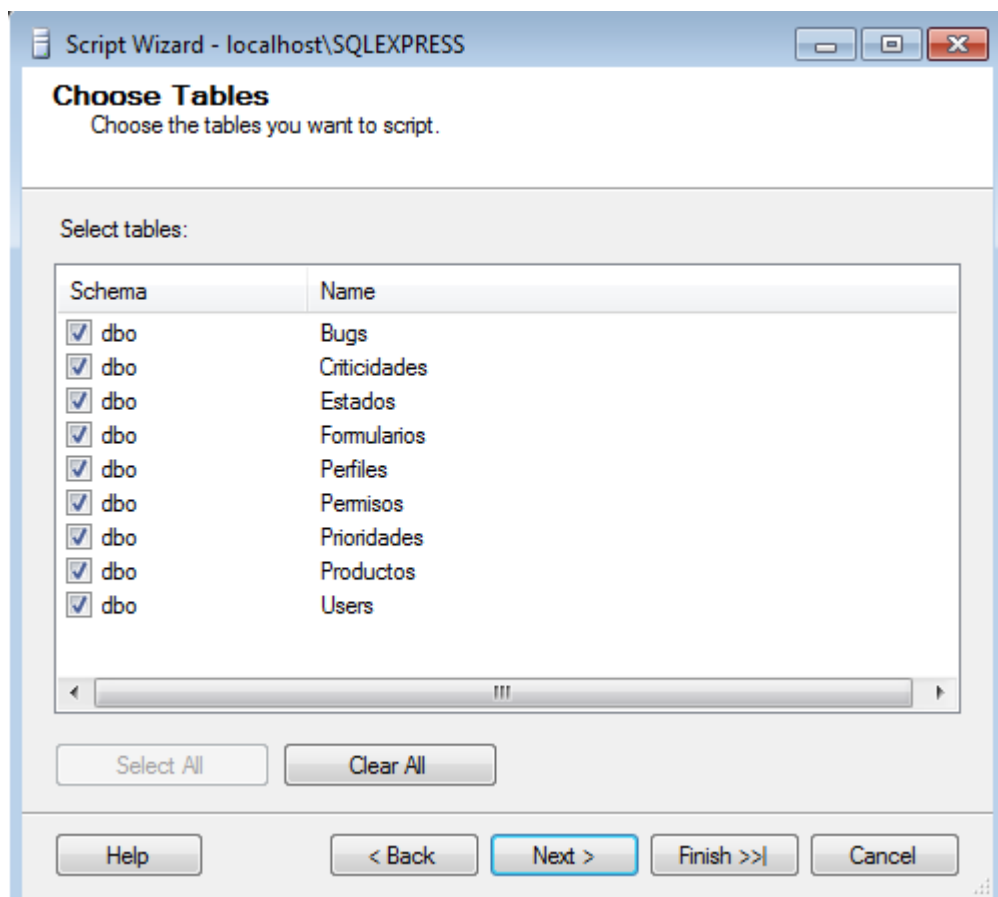 Script Wizard - localhost\SQLEXPRESS
Choose Tables
Choose the tables you want to script.
Select tables:
Schema Name
dbo Bugs
dbo Criticidades
dbo Estados
dbo Formularios
dbo Perfiles
dbo Permisos
dbo Prioridades
dbo Productos
dbo Users
Select All Clear All
Help < Back Next > Finish >>| Cancel